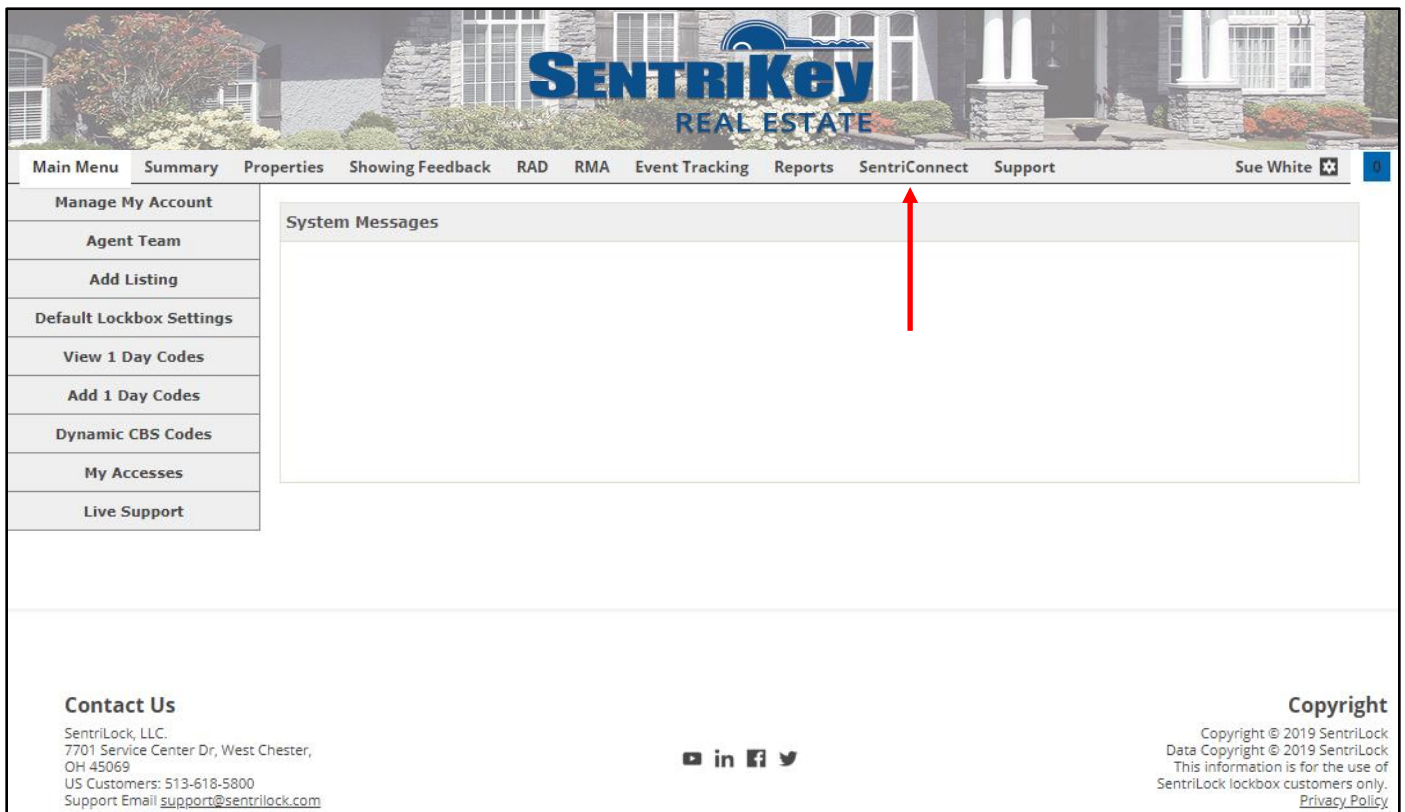 SENTRIKEY
REAL ESTATE
Main Menu Summary Properties Showing Feedback RAD RMA Event Tracking Reports SentriConnect Support Sue White 0
Manage My Account
Agent Team
Add Listing
Default Lockbox Settings
View 1 Day Codes
Add 1 Day Codes
Dynamic CBS Codes
My Accesses
Live Support
System Messages
Contact Us
SentriLock, LLC.
7701 Service Center Dr, West Chester,
OH 45069
US Customers: 513-618-5800
Support Email support@sentrilock.com
Copyright
Copyright © 2019 SentriLock
Data Copyright © 2019 SentriLock
This information is for the use of
SentriLock lockbox customers only.
Privacy Policy